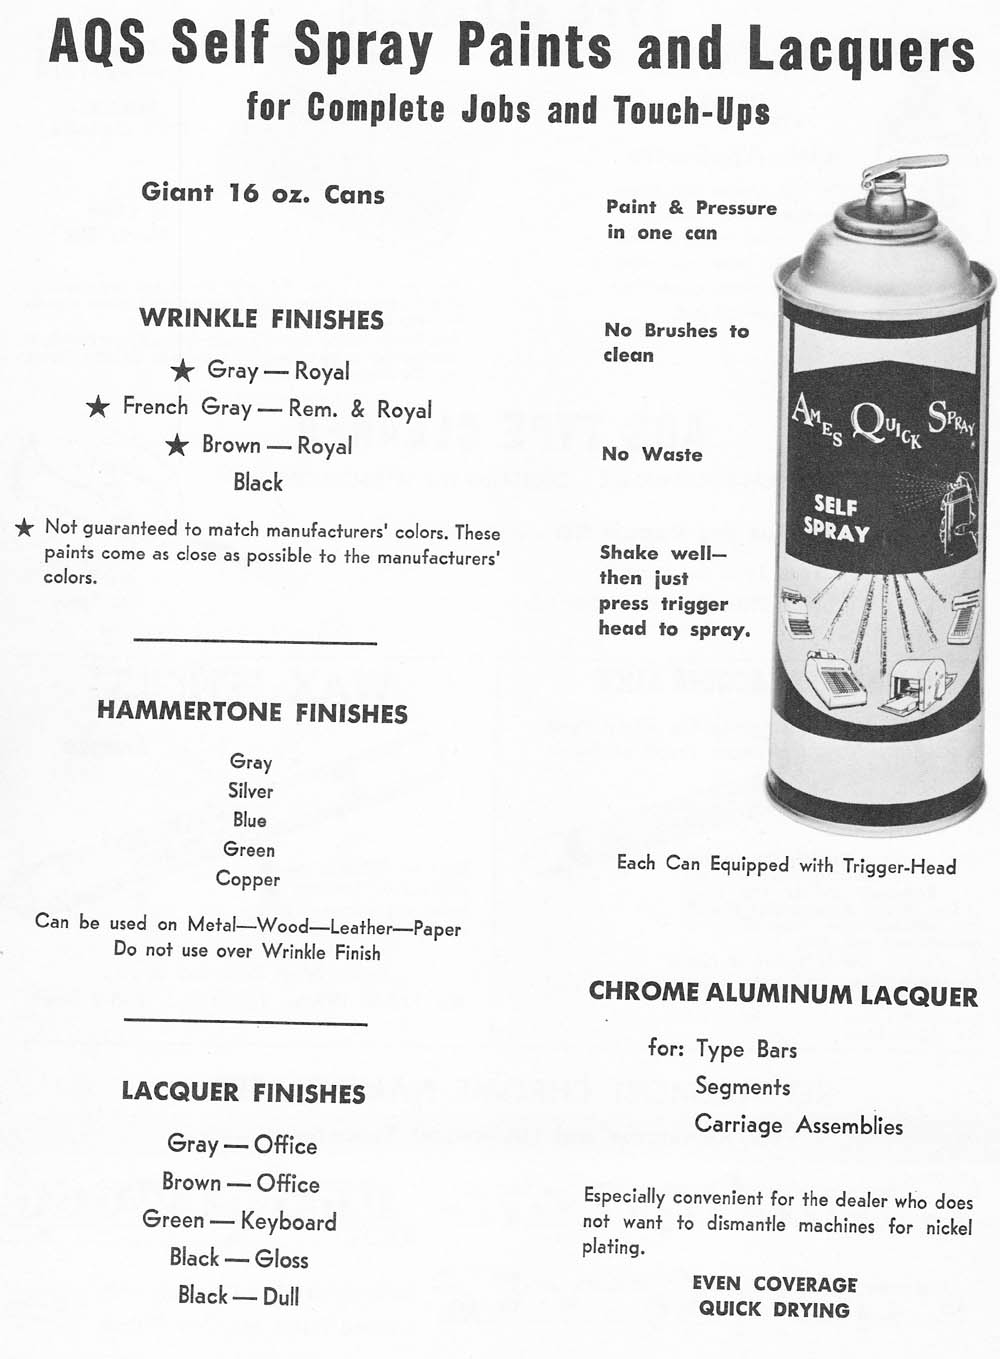 AQS Self Spray Paints and Lacquers
for Complete Jobs and Touch-Ups
Giant 16 oz. Cans
WRINKLE FINISHES
★ Gray — Royal
★ French Gray — Rem. & Royal
★ Brown — Royal
Black
★ Not guaranteed to match manufacturers' colors. These
paints come as close as possible to the manufacturers'
colors.
HAMMERTONE FINISHES
Gray
Silver
Blue
Green
Copper
Can be used on Metal—Wood—Leather—Paper
Do not use over Wrinkle Finish
LACQUER FINISHES
Gray — Office
Brown — Office
Green — Keyboard
Black — Gloss
Black — Dull
Paint & Pressure
in one can
No Brushes to
clean
No Waste
Shake well—
then just
press trigger
head to spray.
AMES QUICK SPRAY
SELF
SPRAY
Each Can Equipped with Trigger-Head
CHROME ALUMINUM LACQUER
for: Type Bars
Segments
Carriage Assemblies
Especially convenient for the dealer who does
not want to dismantle machines for nickel
plating.
EVEN COVERAGE
QUICK DRYING